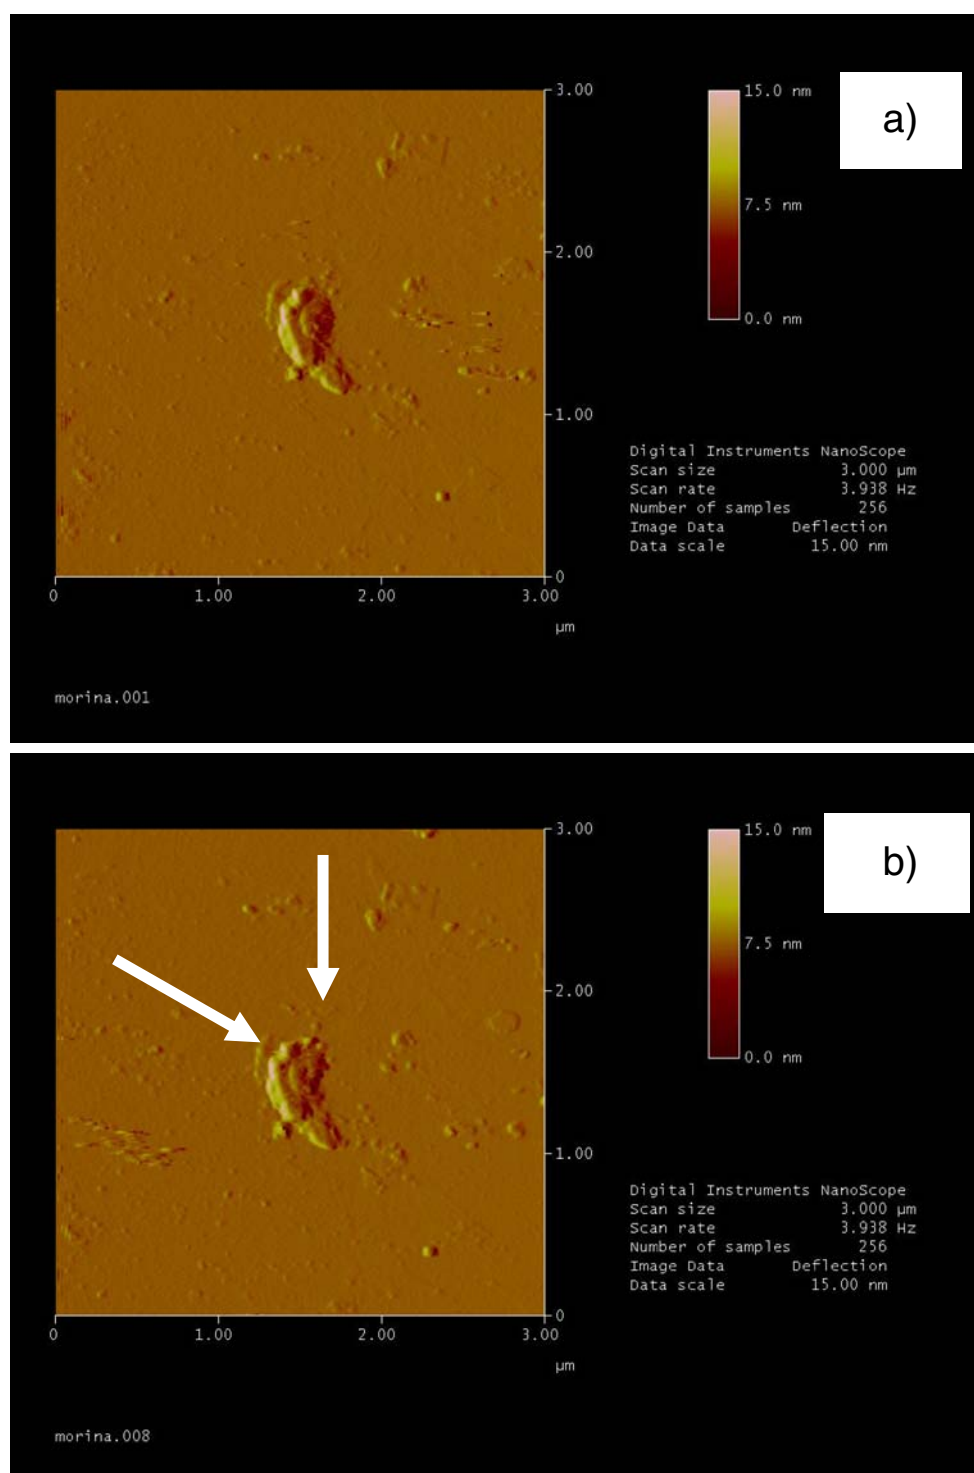 3.00
15.0 nm
a)
7.5 nm
2.00
0.0 nm
1.00
Digital Instruments NanoScope
Scan size 3.000 µm
Scan rate 3.938 Hz
Number of samples 256
Image Data Deflection
Data scale 15.00 nm
0
0 1.00 2.00 3.00
µm
morina.001
3.00
15.0 nm
b)
7.5 nm
2.00
0.0 nm
1.00
Digital Instruments NanoScope
Scan size 3.000 µm
Scan rate 3.938 Hz
Number of samples 256
Image Data Deflection
Data scale 15.00 nm
0
0 1.00 2.00 3.00
µm
morina.008